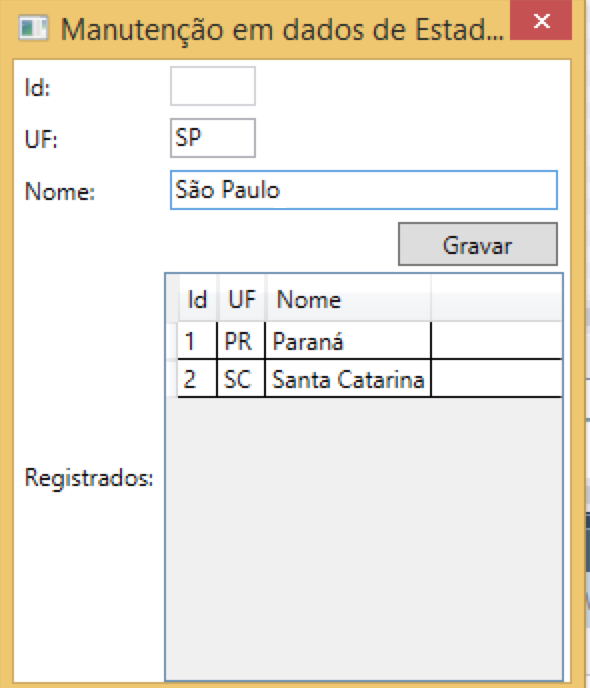 Manutenção em dados de Estad...
Id:
UF: SP
Nome: São Paulo
Gravar
Id UF Nome
1 PR Paraná
2 SC Santa Catarina
Registrados: